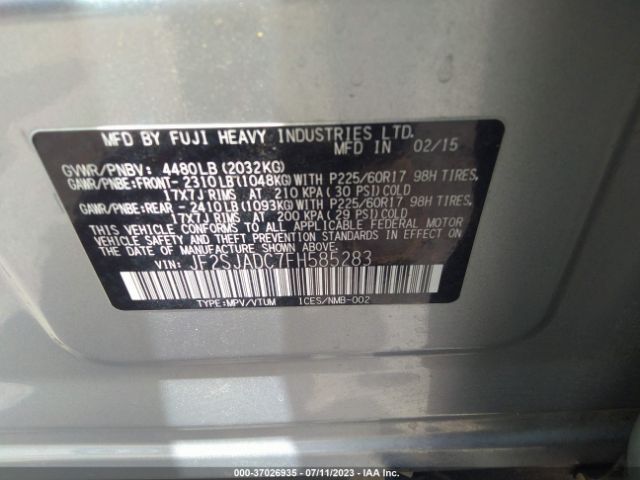 MFD BY FUJI HEAVY INDUSTRIES LTD.
MFD IN 02/15
GVWR/PNBV: 4480LB (2032KG)
GAWR/PNBE:FRONT- 2310LB(1048KG)WITH P225/60R17 98H TIRES,
17X7J RIMS AT 210 KPA (30 PSI)COLD
GAWR/PNBE:REAR - 2410LB(1093KG)WITH P225/60R17 98H TIRES,
17X7J RIMS AT 200 KPA (29 PSI)COLD
THIS VEHICLE CONFORMS TO ALL APPLICABLE FEDERAL MOTOR
VEHICLE SAFETY AND THEFT PREVENTION STANDARDS IN EFFECT ON
THE DATE OF MANUFACTURE SHOWN ABOVE.
VIN: JF2SJADC7FH585283
TYPE:MPV/VTUM ICES/NMB-002
© - 37026935 - 07/11/2023 - IAA Inc.